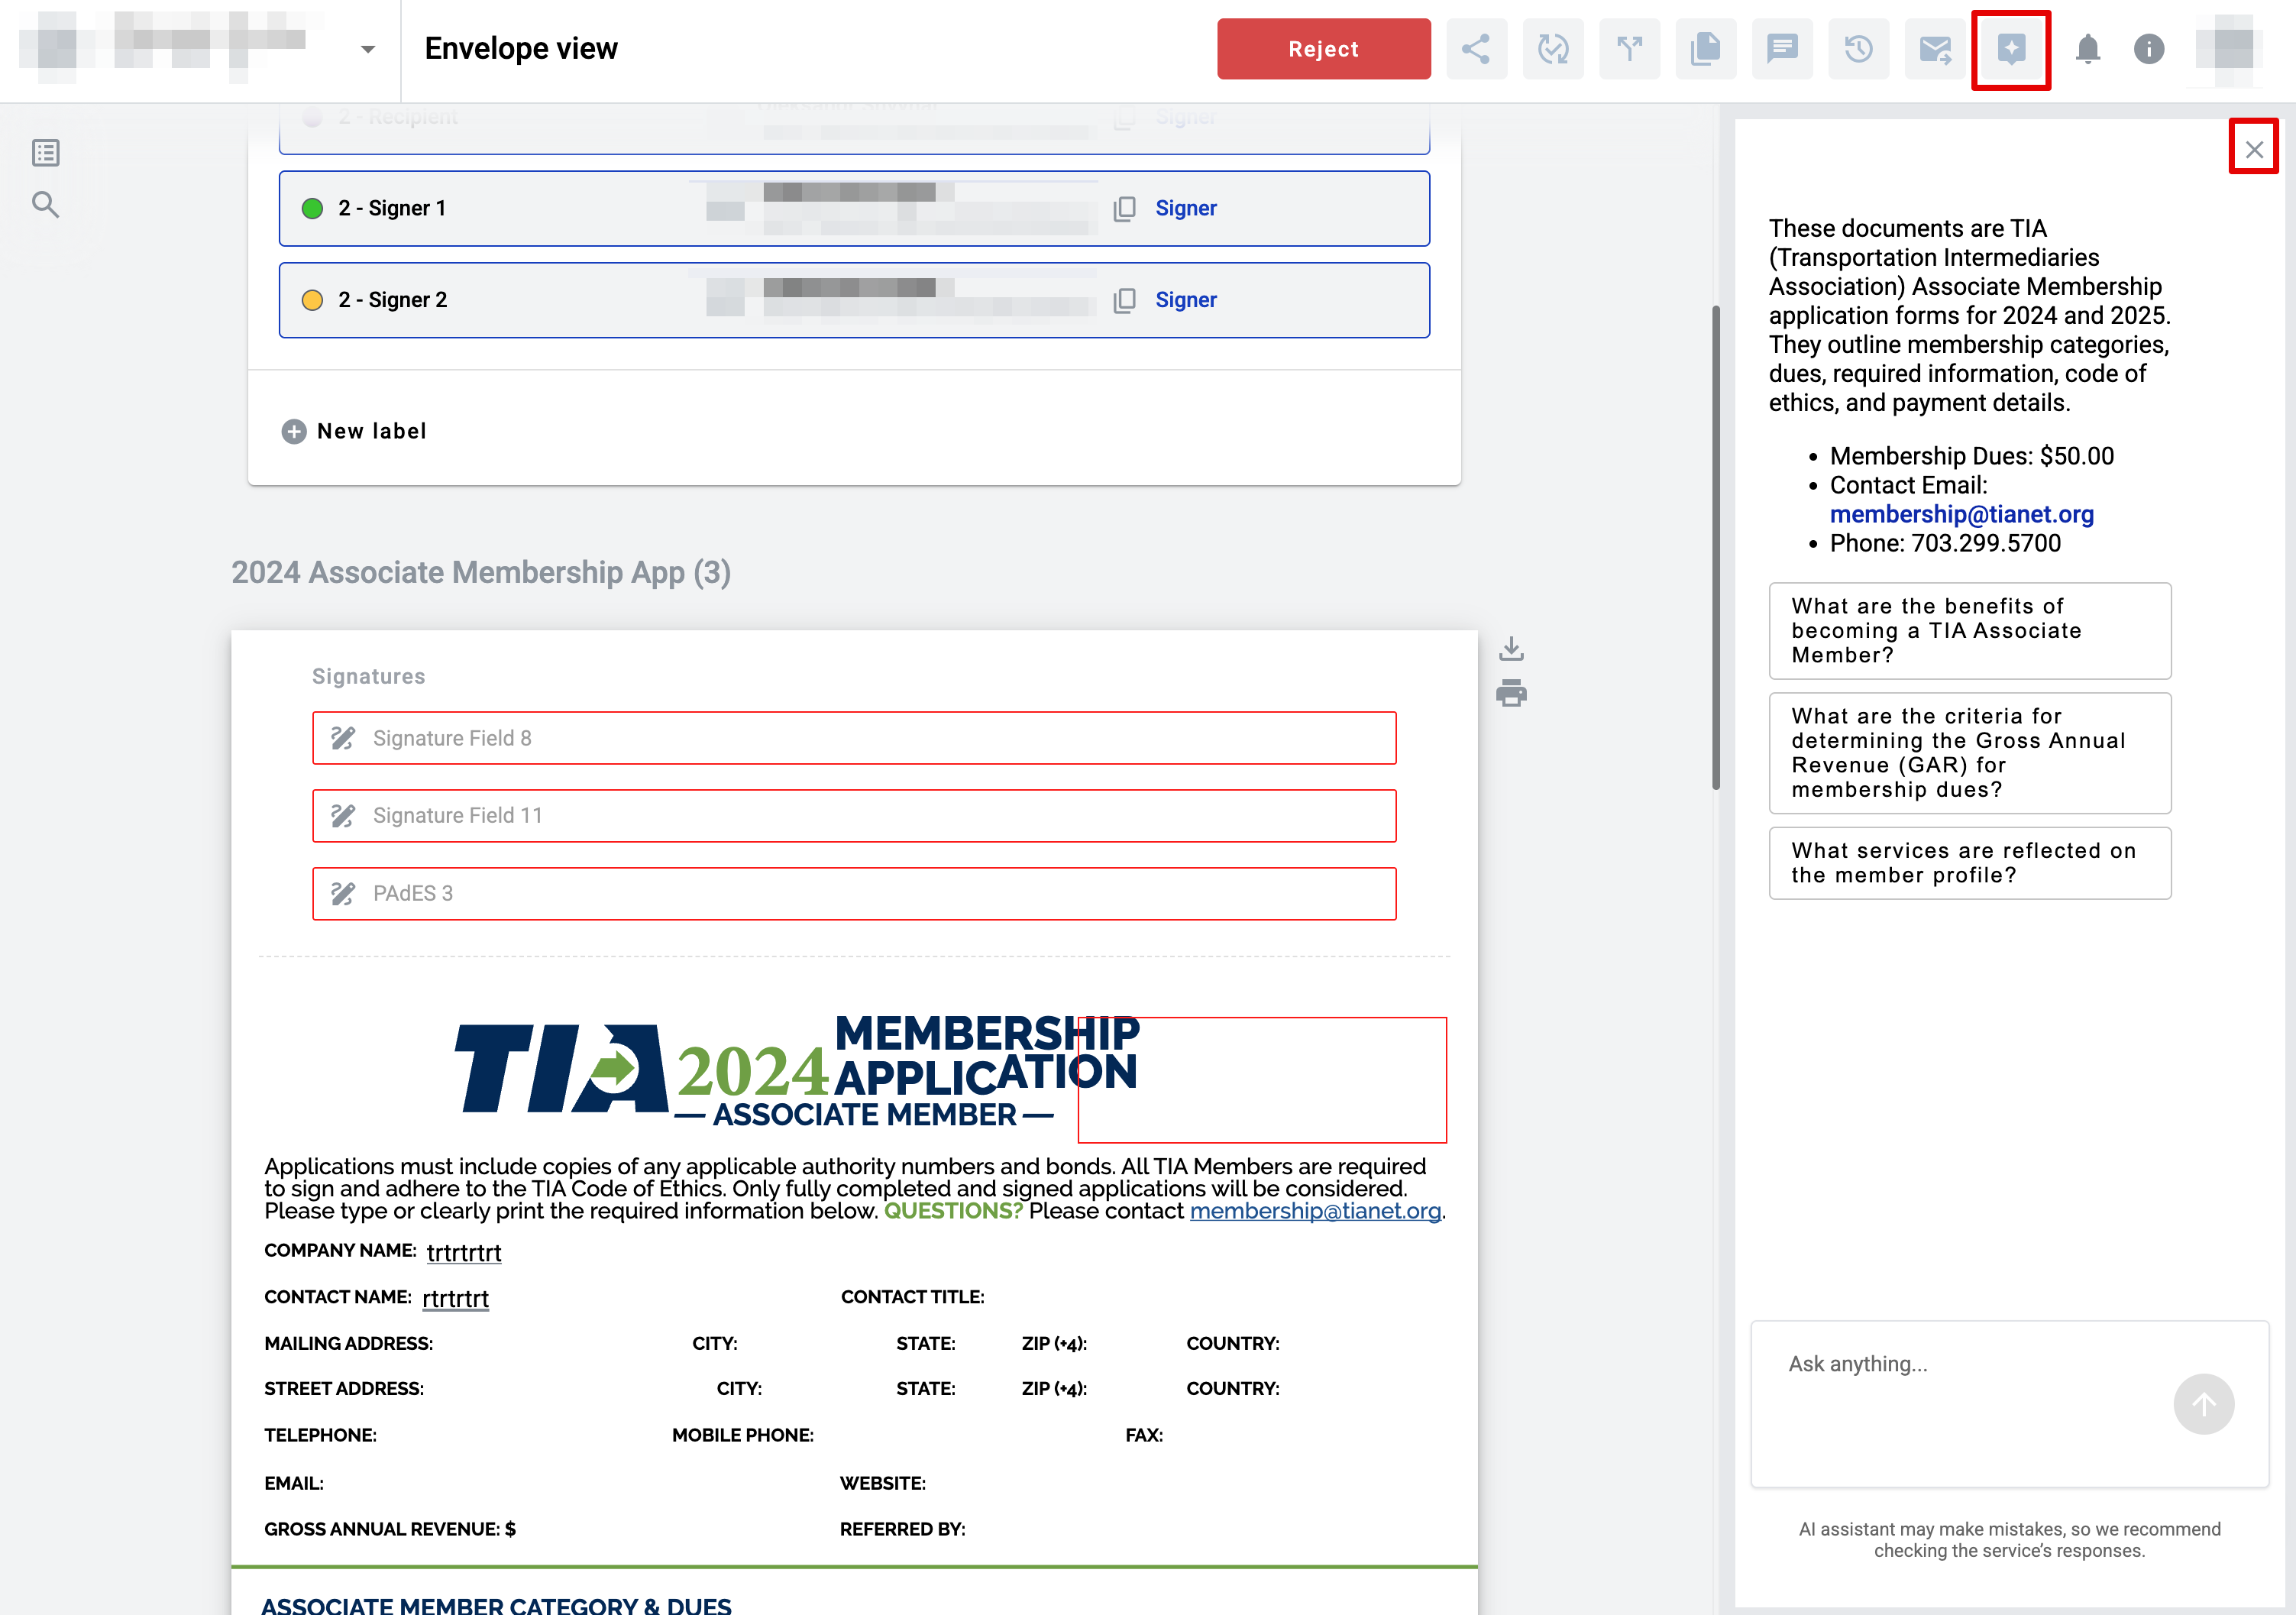 Envelope view
Reject
2 - Recipient
Signer
2 - Signer 1
Signer
2 - Signer 2
Signer
New label
2024 Associate Membership App (3)
Signatures
Signature Field 8
Signature Field 11
PAdES 3
TIA 2024 MEMBERSHIP
APPLICATION
— ASSOCIATE MEMBER —
Applications must include copies of any applicable authority numbers and bonds. All TIA Members are required
to sign and adhere to the TIA Code of Ethics. Only fully completed and signed applications will be considered.
Please type or clearly print the required information below. QUESTIONS? Please contact membership@tianet.org.
COMPANY NAME: trtrtrtrt
CONTACT NAME: rtrtrtrt CONTACT TITLE:
MAILING ADDRESS: CITY: STATE: ZIP (+4): COUNTRY:
STREET ADDRESS: CITY: STATE: ZIP (+4): COUNTRY:
TELEPHONE: MOBILE PHONE: FAX:
EMAIL: WEBSITE:
GROSS ANNUAL REVENUE: $ REFERRED BY:
ASSOCIATE MEMBER CATEGORY & DUES
These documents are TIA
(Transportation Intermediaries
Association) Associate Membership
application forms for 2024 and 2025.
They outline membership categories,
dues, required information, code of
ethics, and payment details.
• Membership Dues: $50.00
• Contact Email:
membership@tianet.org
• Phone: 703.299.5700
What are the benefits of
becoming a TIA Associate
Member?
What are the criteria for
determining the Gross Annual
Revenue (GAR) for
membership dues?
What services are reflected on
the member profile?
Ask anything...
AI assistant may make mistakes, so we recommend
checking the service's responses.